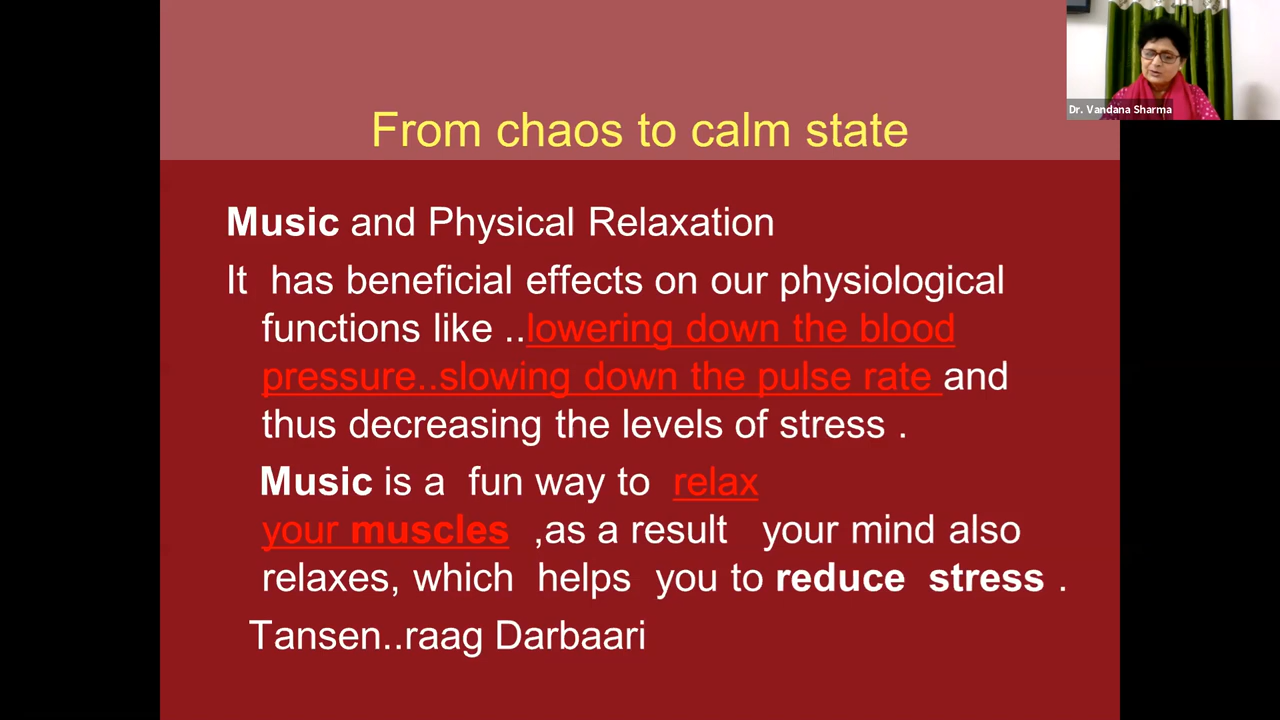 Dr. Vandana Sharma
From chaos to calm state
Music and Physical Relaxation
It has beneficial effects on our physiological
functions like ..lowering down the blood
pressure..slowing down the pulse rate and
thus decreasing the levels of stress .
Music is a fun way to relax
your muscles ,as a result your mind also
relaxes, which helps you to reduce stress .
Tansen..raag Darbaari